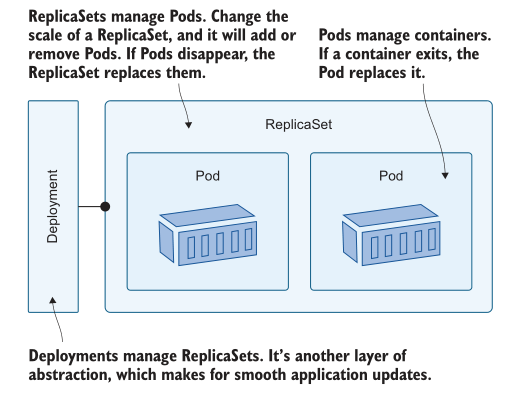 ReplicaSets manage Pods. Change the
scale of a ReplicaSet, and it will add or
remove Pods. If Pods disappear, the
ReplicaSet replaces them.
Pods manage containers.
If a container exits, the
Pod replaces it.
ReplicaSet
Deployment
Pod
Pod
Deployments manage ReplicaSets. It's another layer of
abstraction, which makes for smooth application updates.